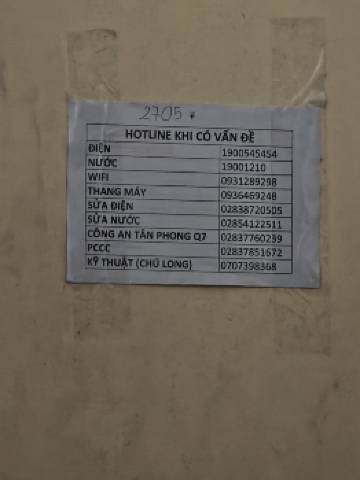 2705
HOTLINE KHI CÓ VẤN ĐỀ
ĐIỆN 1900545454
NƯỚC 19001210
WIFI 0931289298
THANG MÁY 0936469248
SỬA ĐIỆN 02838720505
SỬA NƯỚC 02854122511
CÔNG AN TÂN PHONG Q7 02837760239
PCCC 02837851672
KỸ THUẬT (CHÚ LONG) 0707398368